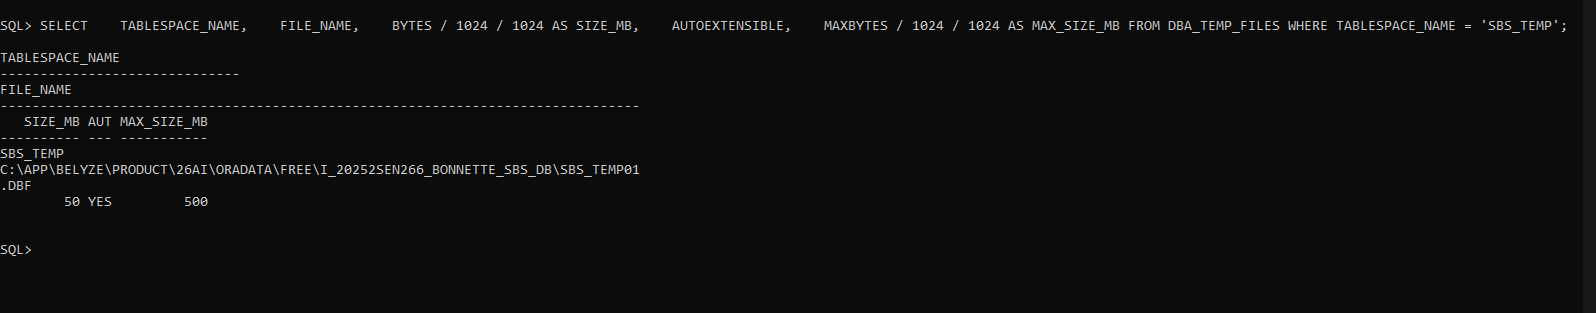 SQL> SELECT    TABLESPACE_NAME,    FILE_NAME,    BYTES / 1024 / 1024 AS SIZE_MB,    AUTOEXTENSIBLE,    MAXBYTES / 1024 / 1024 AS MAX_SIZE_MB FROM DBA_TEMP_FILES WHERE TABLESPACE_NAME = 'SBS_TEMP';
TABLESPACE_NAME
------------------------------
FILE_NAME
--------------------------------------------------------------------------------
   SIZE_MB AUT MAX_SIZE_MB
---------- --- -----------
SBS_TEMP
C:\APP\BELYZE\PRODUCT\26AI\ORADATA\FREE\I_20252SEN266_BONNETTE_SBS_DB\SBS_TEMP01
.DBF
        50 YES         500
SQL>